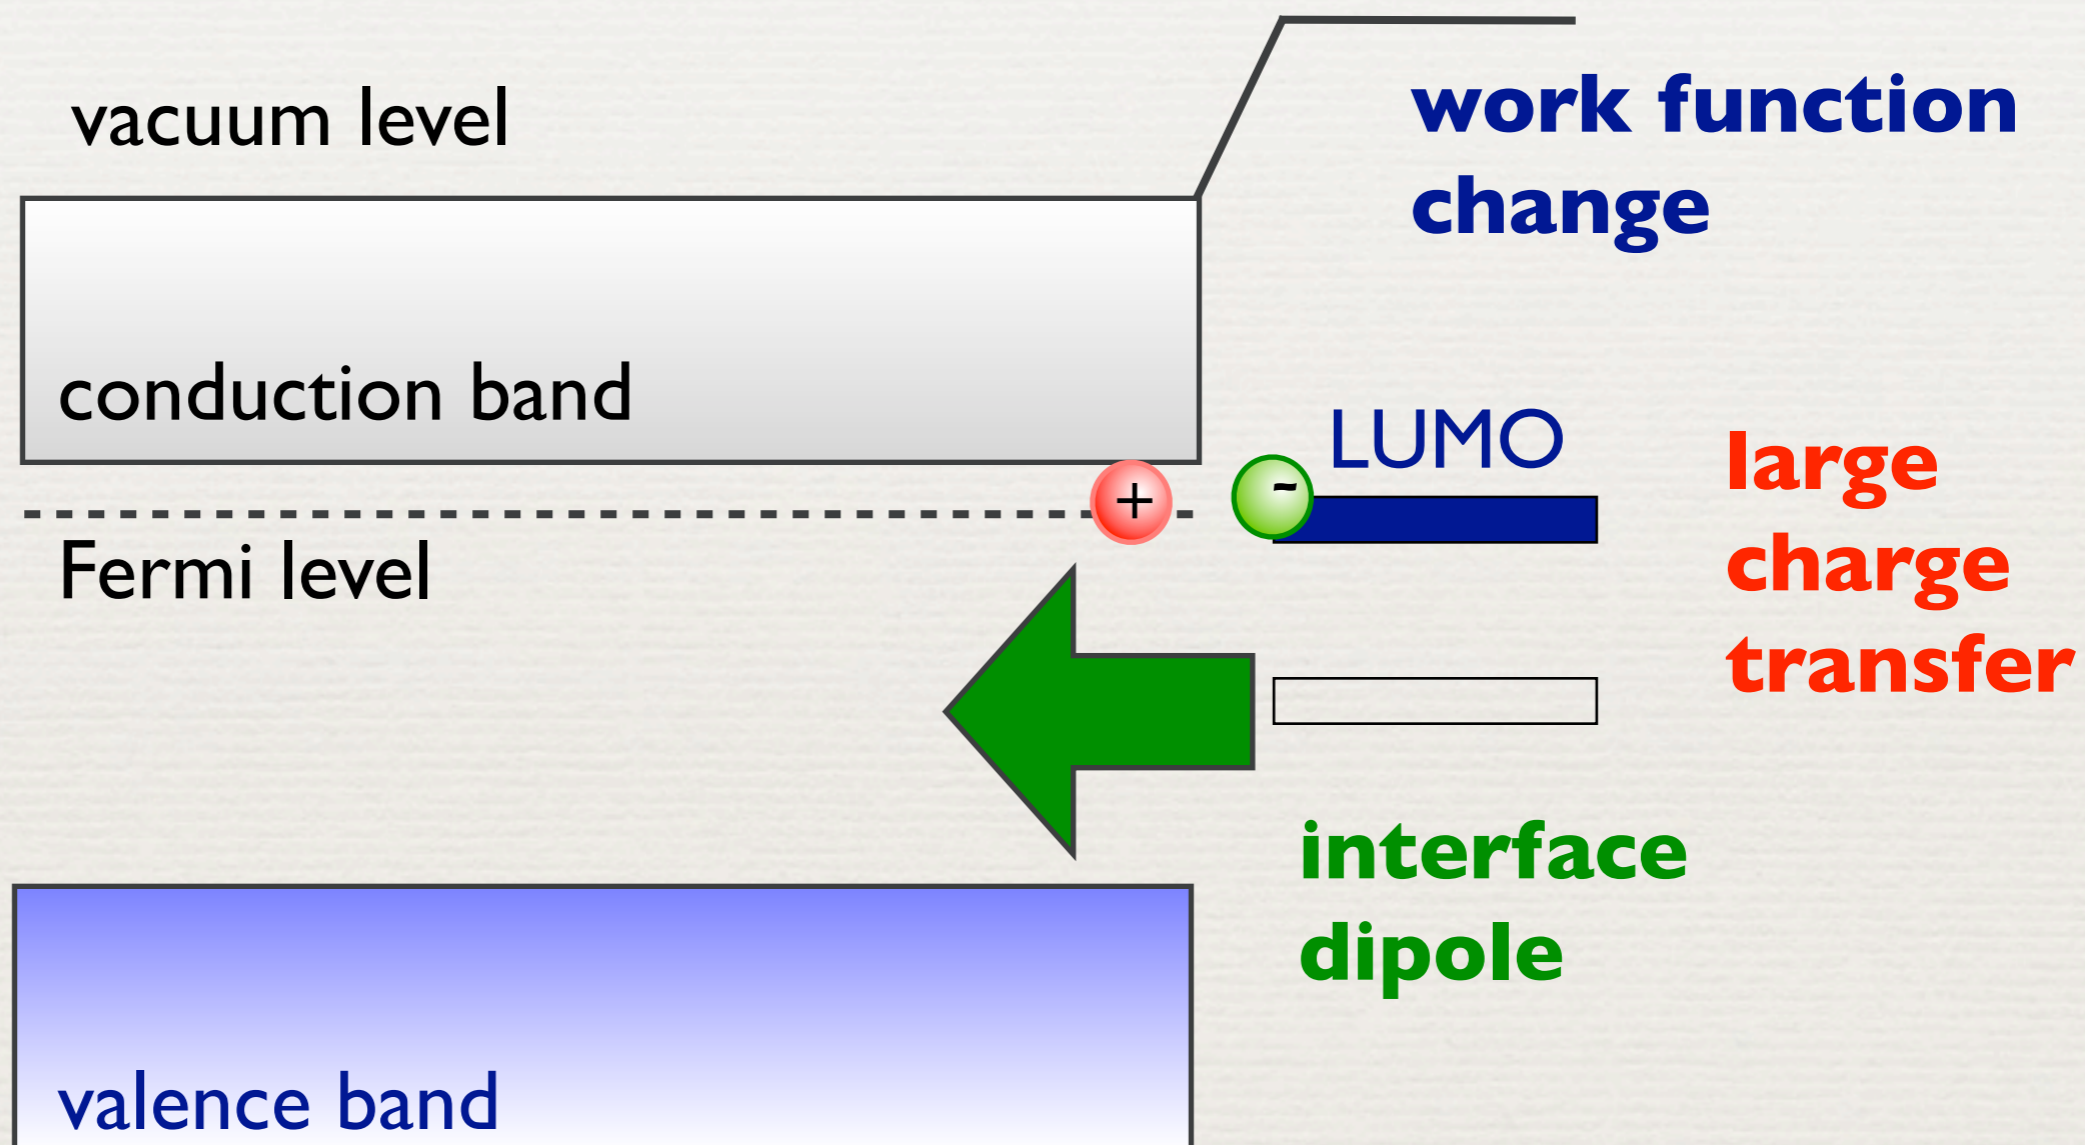 vacuum level
work function
change
conduction band
LUMO
large
charge
transfer
+
-
Fermi level
interface
dipole
valence band